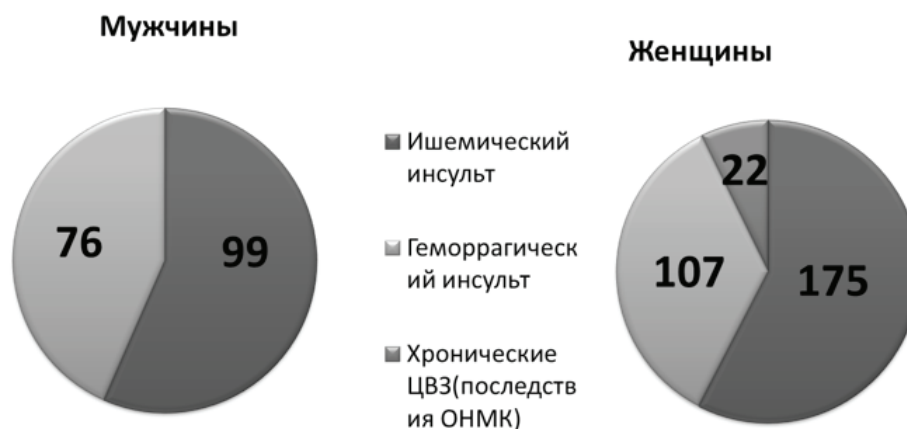 Мужчины
Женщины
76
99
Ишемический
инсульт
Геморрагическ
ий инсульт
Хронические
ЦВЗ(последств
ия ОНМК)
22
107
175